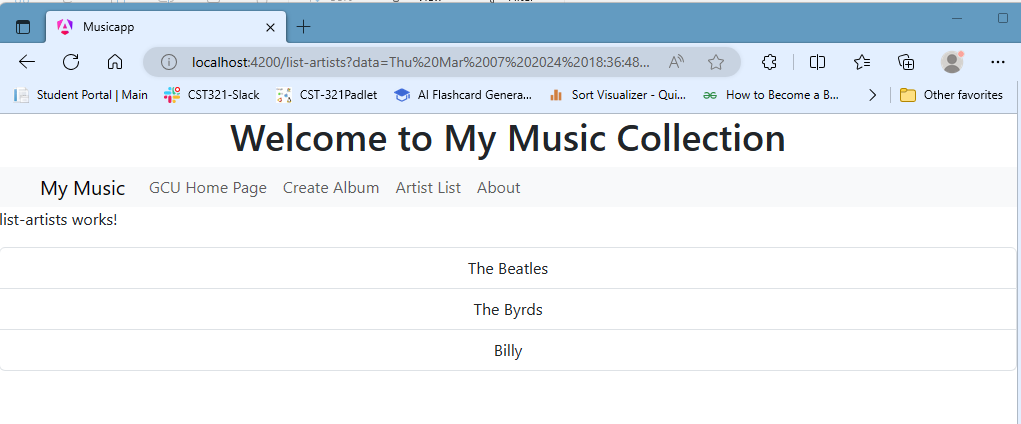 Musicapp
localhost:4200/list-artists?data=Thu%20Mar%2007%202024%2018:36:48...
Student Portal | Main CST321-Slack CST-321Padlet AI Flashcard Genera... Sort Visualizer - Qui... How to Become a B... Other favorites
Welcome to My Music Collection
My Music GCU Home Page Create Album Artist List About
list-artists works!
The Beatles
The Byrds
Billy